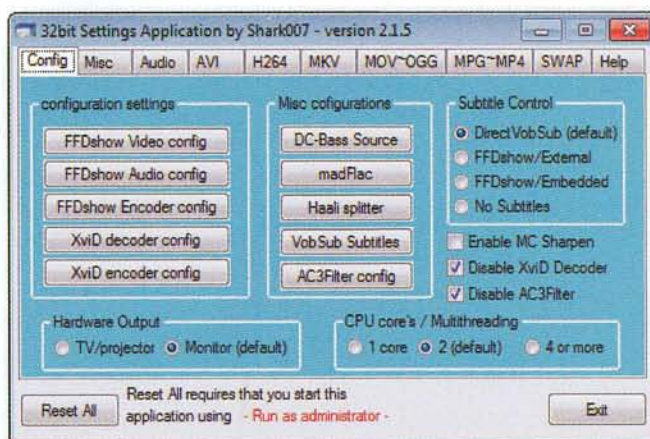 32bit Settings Application by Shark007 - version 2.1.5
Config Misc Audio AVI H264 MKV MOV~OGG MPG~MP4 SWAP Help
configuration settings
FFDshow Video config
FFDshow Audio config
FFDshow Encoder config
XviD decoder config
XviD encoder config
Misc cofigurations
DC-Bass Source
madFlac
Haali splitter
VobSub Subtitles
AC3Filter config
Subtitle Control
DirectVobSub (default)
FFDshow/External
FFDshow/Embedded
No Subtitles
Enable MC Sharpen
Disable XviD Decoder
Disable AC3Filter
Hardware Output
TV/projector Monitor (default)
CPU core's / Multithreading
1 core 2 (default) 4 or more
Reset All
Reset All requires that you start this
application using - Run as administrator -
Exit